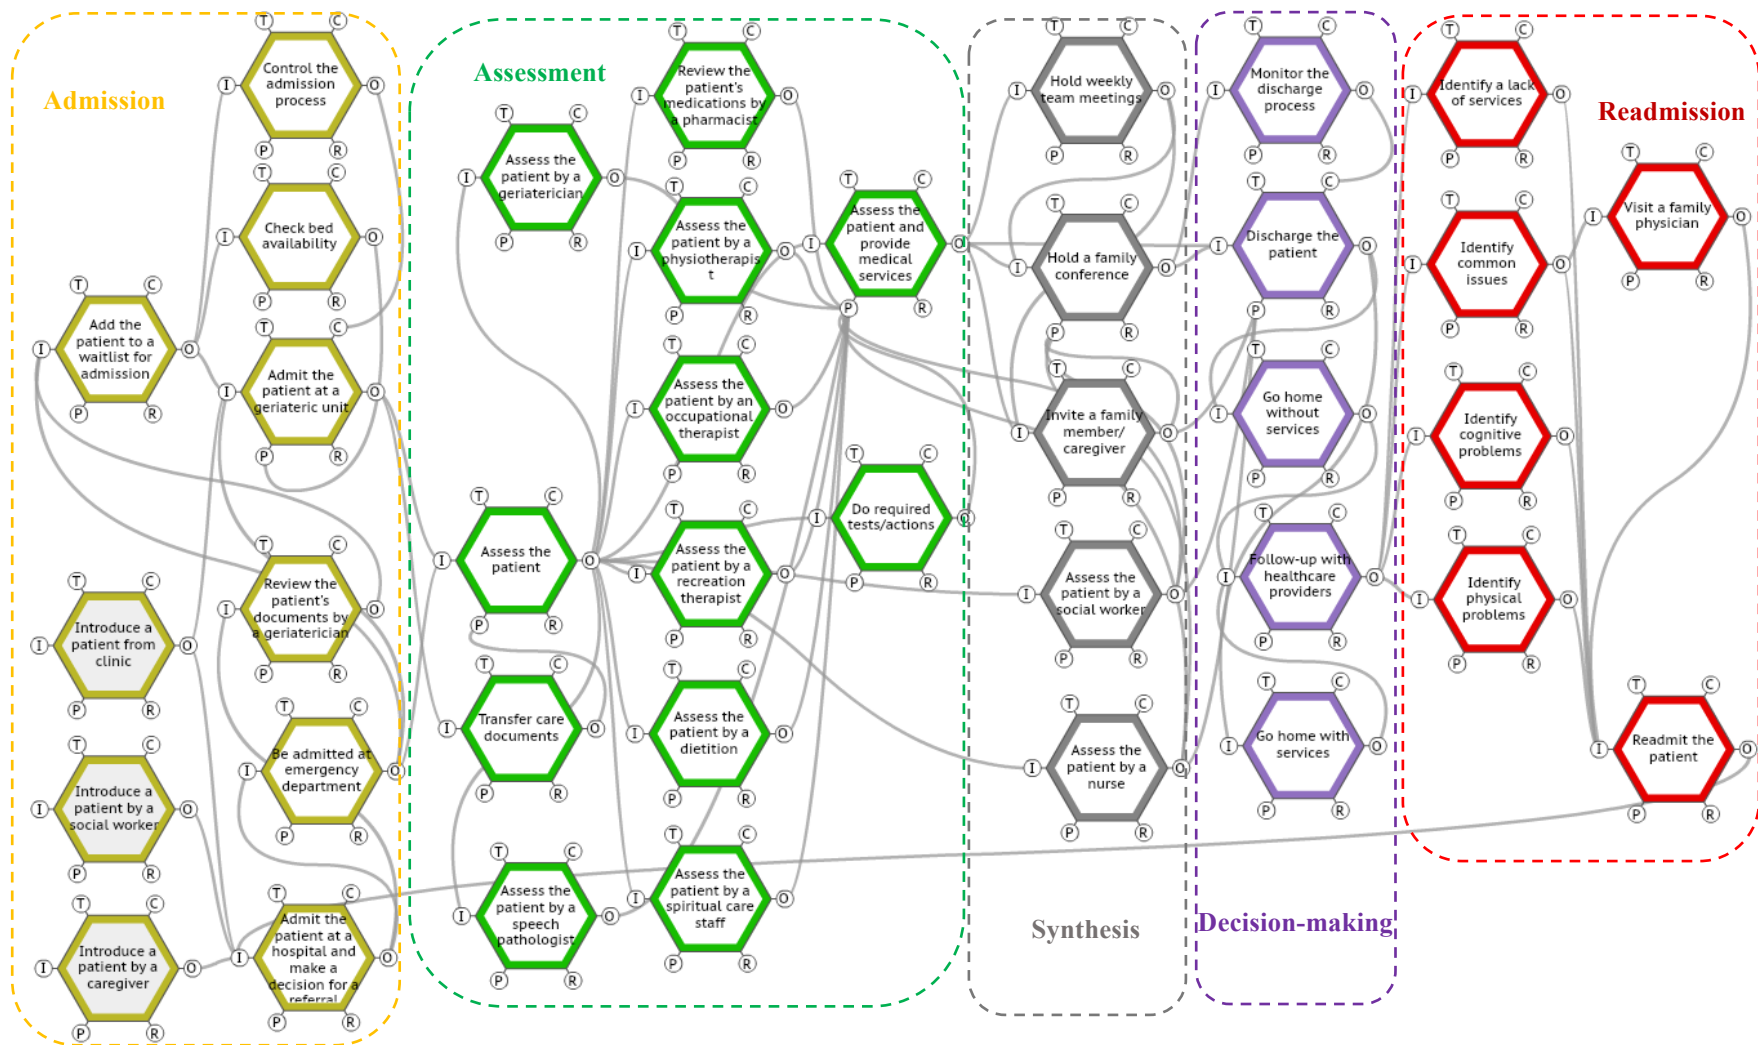 Admission
T
C
Control the
admission
process
I
O
P
R
T
C
Check bed
availability
I
O
P
R
T
C
Add the
patient to a
waitlist for
admission
I
O
P
R
T
C
Admit the
patient at a
geriateric unit
I
O
P
R
T
C
Review the
patient's
documents by
a geriaterician
I
O
P
R
T
C
Introduce a
patient from
clinic
I
O
P
R
T
C
Be admitted at
emergency
department
I
O
P
R
T
C
Introduce a
patient by a
social worker
I
O
P
R
T
C
Introduce a
patient by a
caregiver
I
O
P
R
T
C
Admit the
patient at a
hospital and
make a
decision for a
referral
I
O
P
R
Assessment
T
C
Assess the
patient by a
geriaterician
I
O
P
R
T
C
Assess the
patient
I
O
P
R
T
C
Transfer care
documents
I
O
P
R
T
C
Assess the
patient by a
speech
pathologist
I
O
P
R
T
C
Review the
patient's
medications by
a pharmacist
I
O
P
R
T
C
Assess the
patient by a
physiotherapis
t
I
O
P
R
T
C
Assess the
patient by an
occupational
therapist
I
O
P
R
T
C
Assess the
patient by a
recreation
therapist
I
O
P
R
T
C
Assess the
patient by a
dietition
I
O
P
R
T
C
Assess the
patient by a
spiritual care
staff
I
O
P
R
T
C
Assess the
patient and
provide
medical
services
I
O
P
R
T
C
Do required
tests/actions
I
O
P
R
T
C
Hold weekly
team meetings
I
O
P
R
T
C
Hold a family
conference
I
O
P
R
T
C
Invite a family
member/
caregiver
I
O
P
R
Assess the
patient by a
social worker
T
C
I
O
P
R
T
C
Assess the
patient by a
nurse
I
O
P
R
Synthesis
T
C
Monitor the
discharge
process
I
O
P
R
T
C
Discharge the
patient
I
O
P
R
T
C
Go home
without
services
I
O
P
R
T
C
Follow-up with
healthcare
providers
I
O
P
R
T
C
Go home with
services
I
O
P
R
Decision-making
Readmission
T
C
Identify a lack
of services
I
O
P
R
T
C
Identify
common
issues
I
O
P
R
T
C
Identify
cognitive
problems
I
O
P
R
T
C
Identify
physical
problems
I
O
P
R
T
C
Visit a family
physician
I
O
P
R
T
C
Readmit the
patient
I
O
P
R